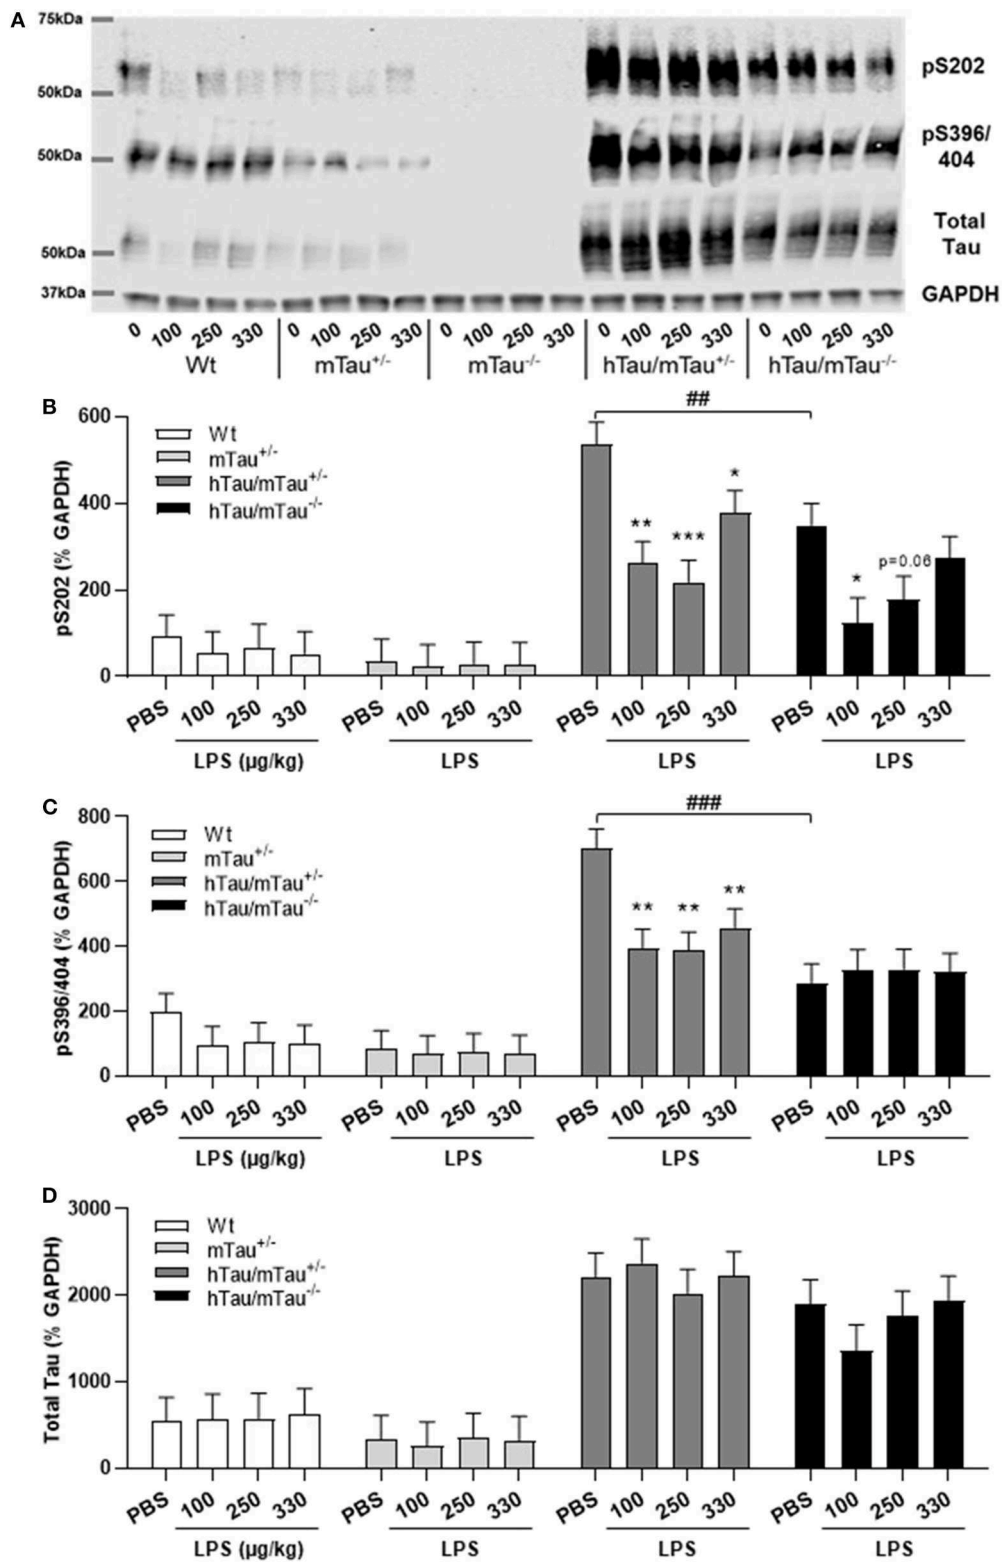 A
75kDa
50kDa
50kDa
50kDa
37kDa
pS202
pS396/
404
Total
Tau
GAPDH
0 100 250 330 0 100 250 330 0 100 250 330 0 100 250 330 0 100 250 330
Wt mTau+/- mTau-/- hTau/mTau+/- hTau/mTau-/-
B
pS202 (% GAPDH)
600
400
200
0
Wt
mTau+/-
hTau/mTau+/-
hTau/mTau-/-
##
** *** * * p=0.06
PBS 100 250 330 PBS 100 250 330 PBS 100 250 330 PBS 100 250 330
LPS (µg/kg) LPS LPS LPS
C
pS396/404 (% GAPDH)
800
600
400
200
0
Wt
mTau+/-
hTau/mTau+/-
hTau/mTau-/-
###
** ** **
PBS 100 250 330 PBS 100 250 330 PBS 100 250 330 PBS 100 250 330
LPS (µg/kg) LPS LPS LPS
D
Total Tau (% GAPDH)
3000
2000
1000
0
Wt
mTau+/-
hTau/mTau+/-
hTau/mTau-/-
PBS 100 250 330 PBS 100 250 330 PBS 100 250 330 PBS 100 250 330
LPS (µg/kg) LPS LPS LPS